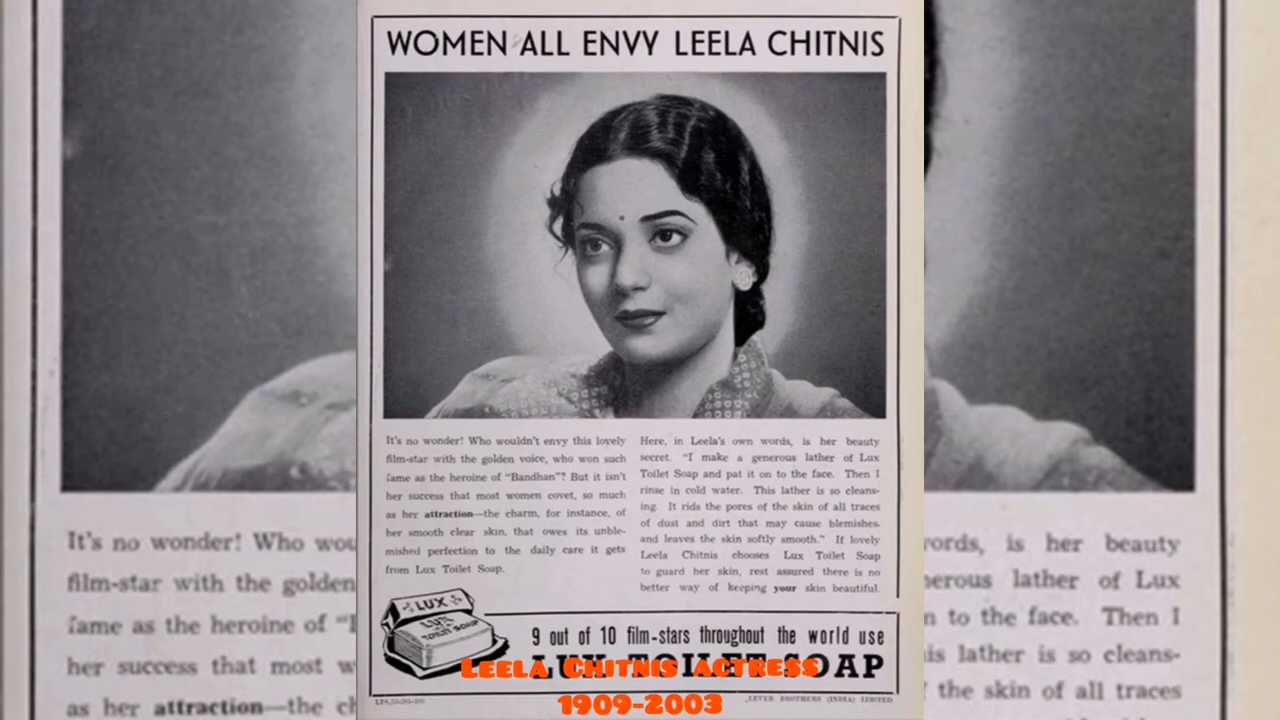 WOMEN ALL ENVY LEELA CHITNIS
It's no wonder! Who wouldn't envy this lovely
film-star with the golden voice, who won such
fame as the heroine of "Bandhan"? But it isn't
her success that most women covet, so much
as her attraction—the charm, for instance, of
her smooth clear skin, that owes its unble-
mished perfection to the daily care it gets
from Lux Toilet Soap.
Here, in Leela's own words, is her beauty
secret. "I make a generous lather of Lux
Toilet Soap and pat it on to the face. Then I
rinse in cold water. This lather is so cleans-
ing. It rids the pores of the skin of all traces
of dust and dirt that may cause blemishes.
and leaves the skin softly smooth." If lovely
Leela Chitnis chooses Lux Toilet Soap
to guard her skin, rest assured there is no
better way of keeping your skin beautiful.
LUX
LUX
TOILET SOAP
9 out of 10 film-stars throughout the world use
LUX TOILET SOAP
Leela Chitnis actress
1909-2003
LEVER BROTHERS (INDIA) LIMITED
It's no wonder! Who wou
film-star with the golden
fame as the heroine of "B
her success that most w
as her attraction—the ch
ords, is her beauty
nerous lather of Lux
n to the face. Then I
is lather is so cleans-
the skin of all traces